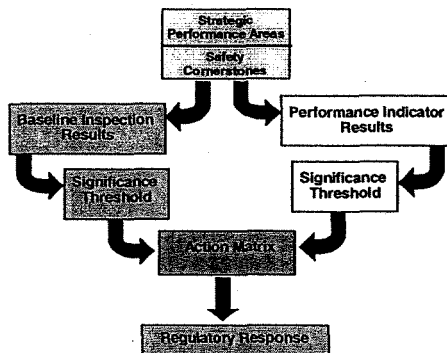 Strategic
Performance Areas
Safety
Cornerstones
Baseline Inspection
Results
Performance Indicator
Results
Significance
Threshold
Significance
Threshold
Action Matrix
Regulatory Response